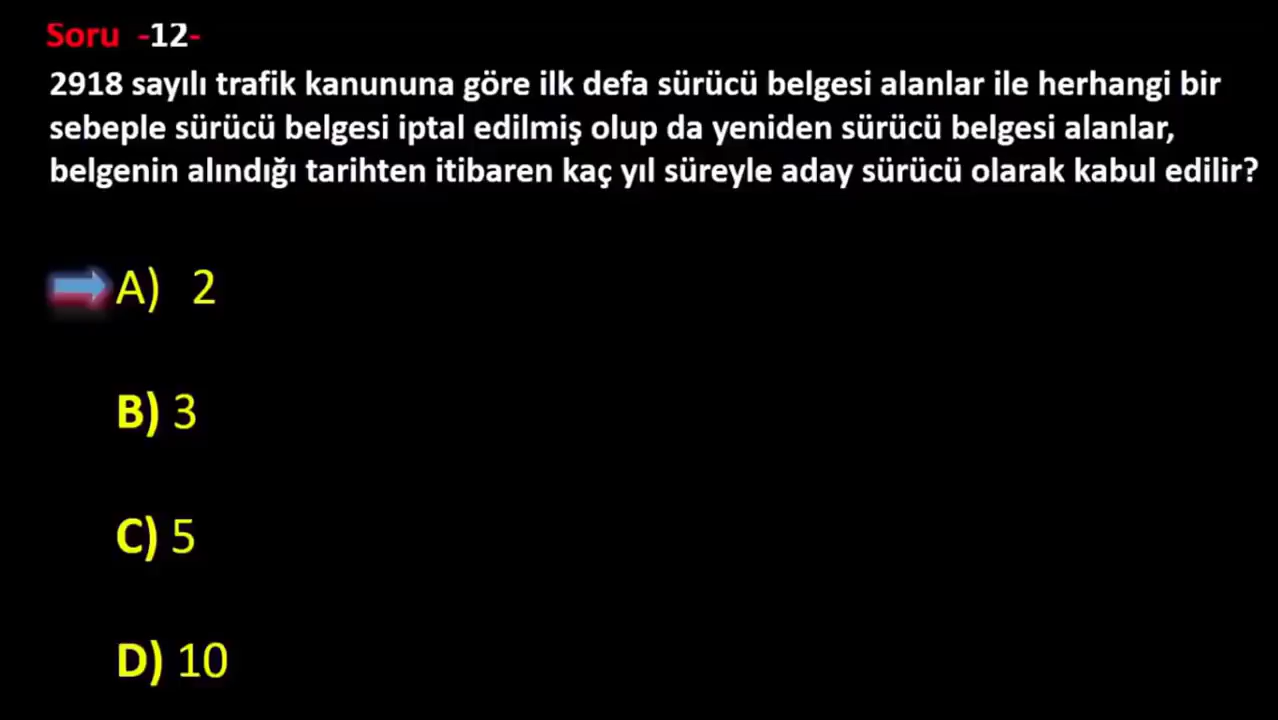 Soru -12-
2918 sayılı trafik kanununa göre ilk defa sürücü belgesi alanlar ile herhangi bir
sebeple sürücü belgesi iptal edilmiş olup da yeniden sürücü belgesi alanlar,
belgenin alındığı tarihten itibaren kaç yıl süreyle aday sürücü olarak kabul edilir?
A) 2
B) 3
C) 5
D) 10